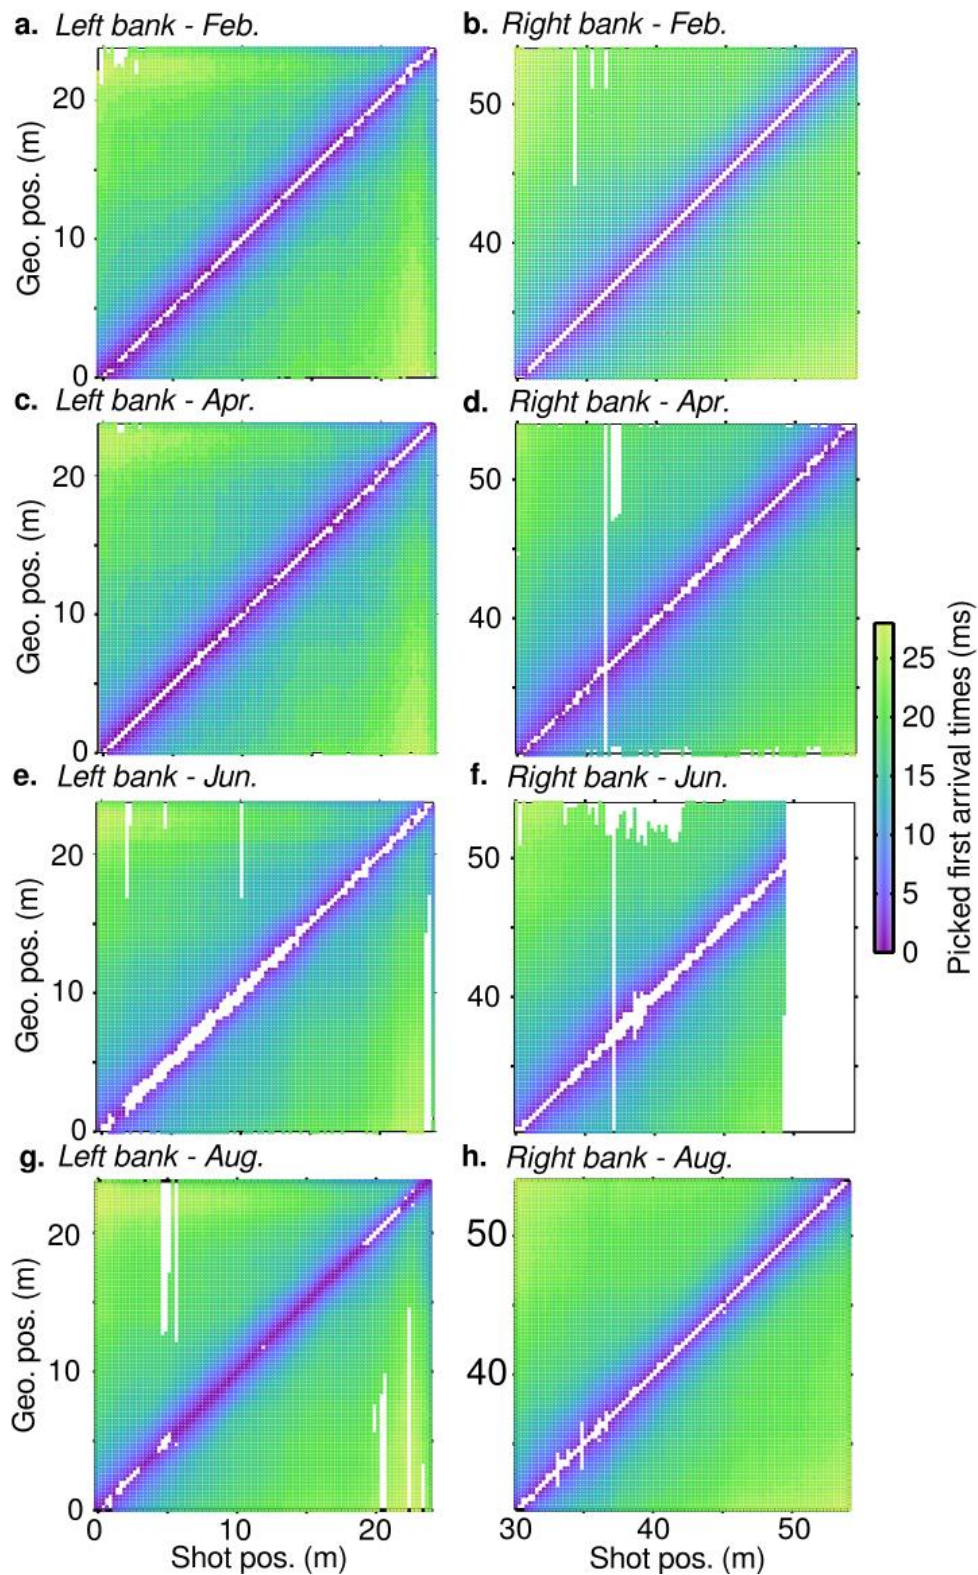 a. Left bank - Feb.
b. Right bank - Feb.
Geo. pos. (m)
20
10
0
50
40
c. Left bank - Apr.
d. Right bank - Apr.
Geo. pos. (m)
20
10
0
50
40
e. Left bank - Jun.
f. Right bank - Jun.
Geo. pos. (m)
20
10
0
50
40
25
20
15
10
5
0
Picked first arrival times (ms)
g. Left bank - Aug.
h. Right bank - Aug.
Geo. pos. (m)
20
10
0
50
40
0 10 20
30 40 50
Shot pos. (m)
Shot pos. (m)